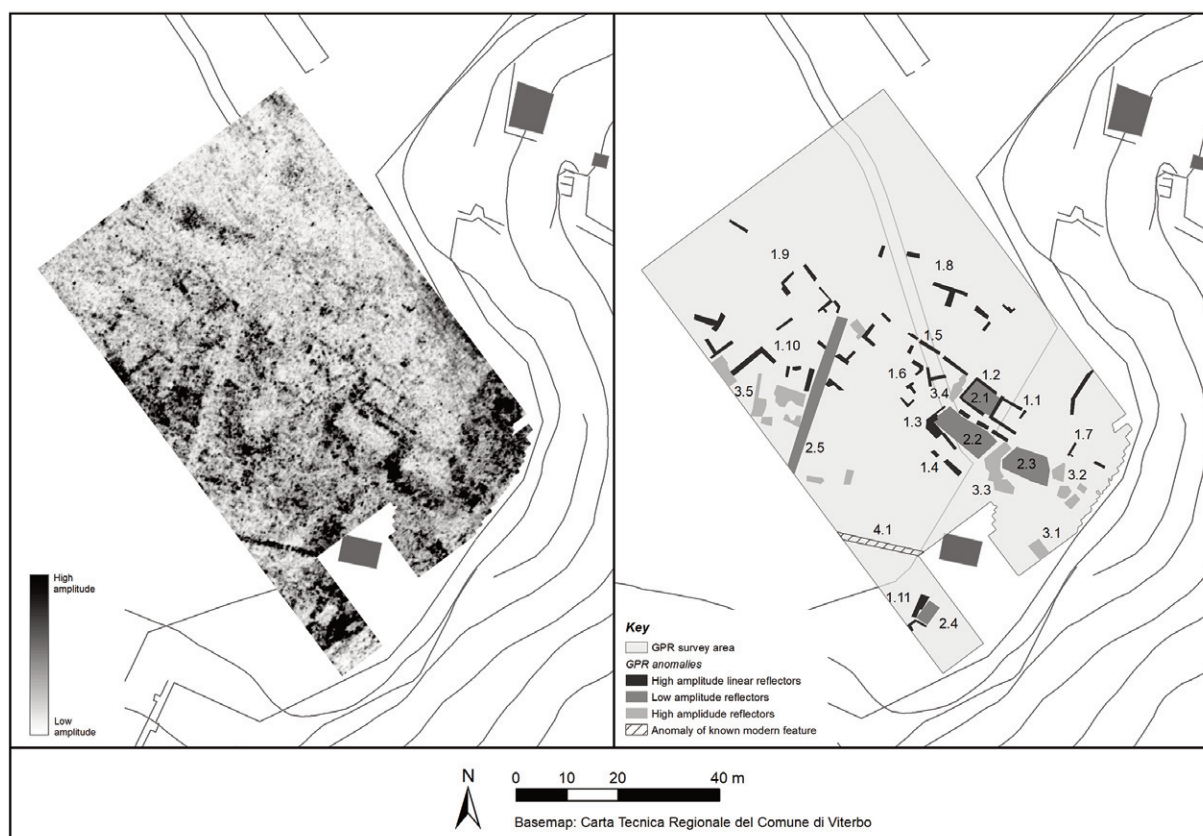 High
amplitude
Low
amplitude
1.9
1.8
1.5
1.10
1.2
1.6
3.4
2.1
1.1
3.5
1.3
2.2
1.7
2.5
2.3
1.4
3.2
3.3
4.1
3.1
1.11
2.4
Key
GPR survey area
GPR anomalies
High amplitude linear reflectors
Low amplitude reflectors
High amplidude reflectors
Anomaly of known modern feature
N
0 10 20 40 m
Basemap: Carta Tecnica Regionale del Comune di Viterbo